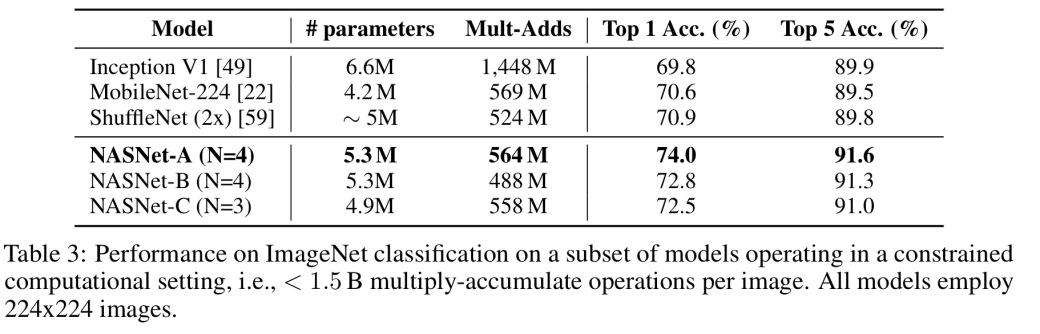 Model # parameters Mult-Adds Top 1 Acc. (%) Top 5 Acc. (%)
Inception V1 [49] 6.6M 1,448 M 69.8 89.9
MobileNet-224 [22] 4.2 M 569 M 70.6 89.5
ShuffleNet (2x) [59] ∼ 5M 524 M 70.9 89.8
NASNet-A (N=4) 5.3 M 564 M 74.0 91.6
NASNet-B (N=4) 5.3M 488 M 72.8 91.3
NASNet-C (N=3) 4.9M 558 M 72.5 91.0
Table 3: Performance on ImageNet classification on a subset of models operating in a constrained
computational setting, i.e., < 1.5 B multiply-accumulate operations per image. All models employ
224x224 images.